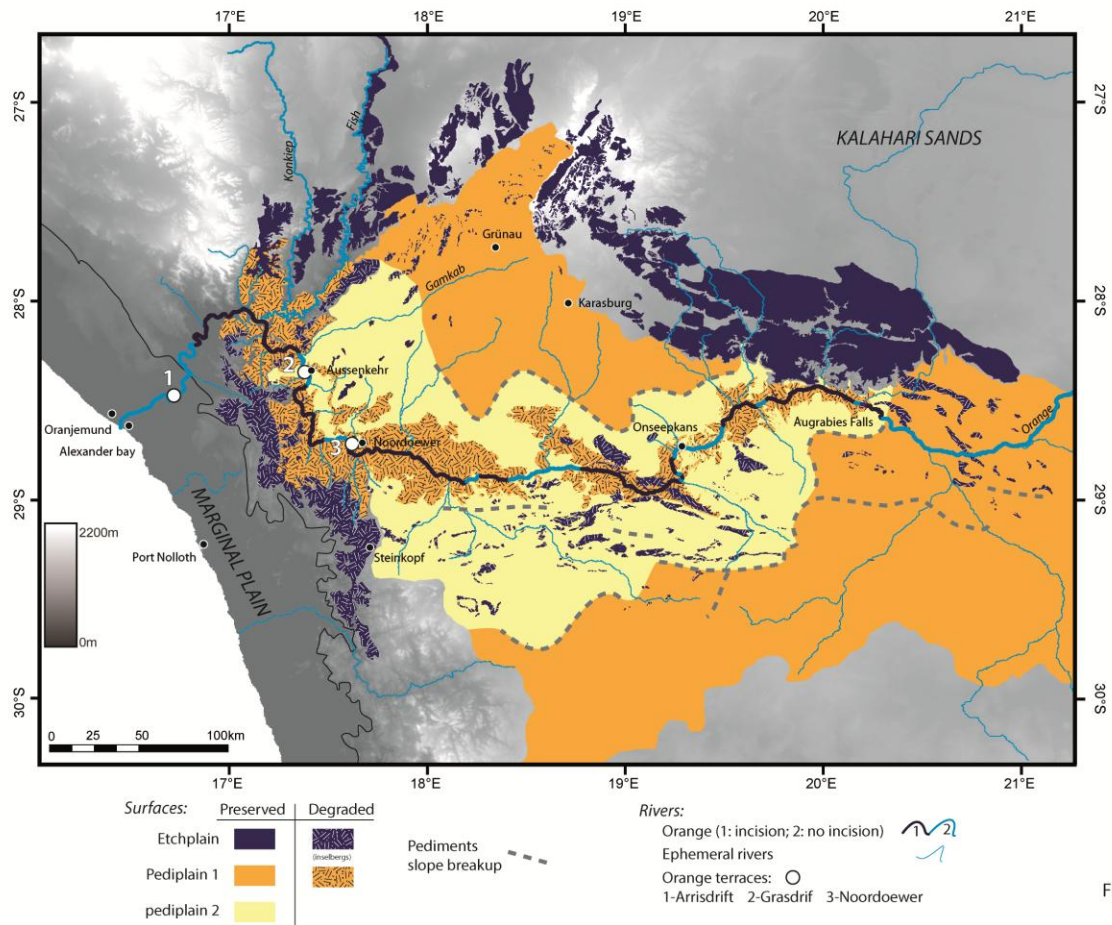 17°E 18°E 19°E 20°E 21°E
27°S 27°S
Konkiep
Fish
KALAHARI SANDS
Grünau
Gamkab
28°S 28°S
Karasburg
2
Aussenkehr
1
Oranjemund
Alexander bay
Onseepkans
Augrabies Falls
Orange
3
Noordoewer
29°S 29°S
2200m
MARGINAL PLAIN
Port Nolloth
Steinkopf
0m
30°S 30°S
0 25 50 100km
17°E 18°E 19°E 20°E 21°E
Surfaces: Preserved Degraded
Etchplain
(inselbergs)
Pediplain 1
pediplain 2
Pediments
slope breakup
Rivers:
Orange (1: incision; 2: no incision) 1 2
Ephemeral rivers
Orange terraces:
1-Arrisdrift 2-Grasdrif 3-Noordoewer
F